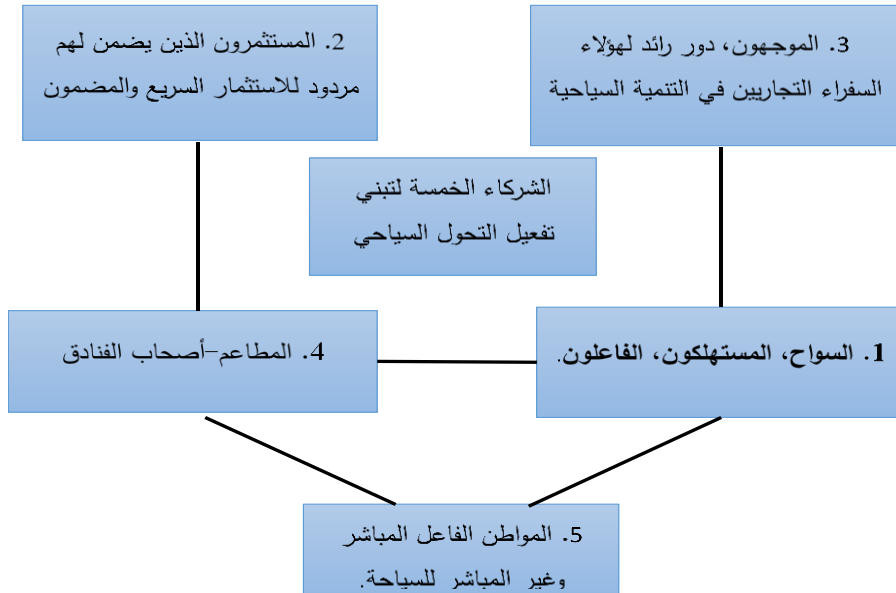 3. الموجهون، دور رائد لهؤلاء
السفراء التجاريين في التنمية السياحية
2. المستثمرون الذين يضمن لهم
مردود للاستثمار السريع والمضمون
الشركاء الخمسة لتبني
تفعيل التحول السياحي
1. السواح، المستهلكون، الفاعلون.
4. المطاعم–أصحاب الفنادق
5. المواطن الفاعل المباشر
وغير المباشر للسياحة.